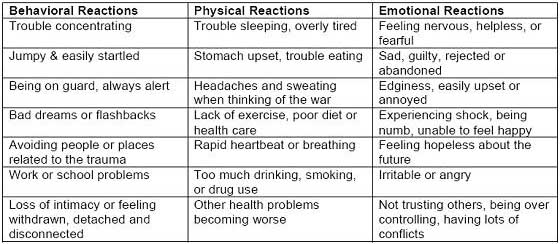 Behavioral Reactions Physical Reactions Emotional Reactions
Trouble concentrating Trouble sleeping, overly tired Feeling nervous, helpless, or
fearful
Jumpy & easily startled Stomach upset, trouble eating Sad, guilty, rejected or
abandoned
Being on guard, always alert Headaches and sweating Edginess, easily upset or
when thinking of the war annoyed
Bad dreams or flashbacks Lack of exercise, poor diet or Experiencing shock, being
health care numb, unable to feel happy
Avoiding people or places Rapid heartbeat or breathing Feeling hopeless about the
related to the trauma future
Work or school problems Too much drinking, smoking, Irritable or angry
or drug use
Loss of intimacy or feeling Other health problems Not trusting others, being over
withdrawn, detached and becoming worse controlling, having lots of
disconnected conflicts